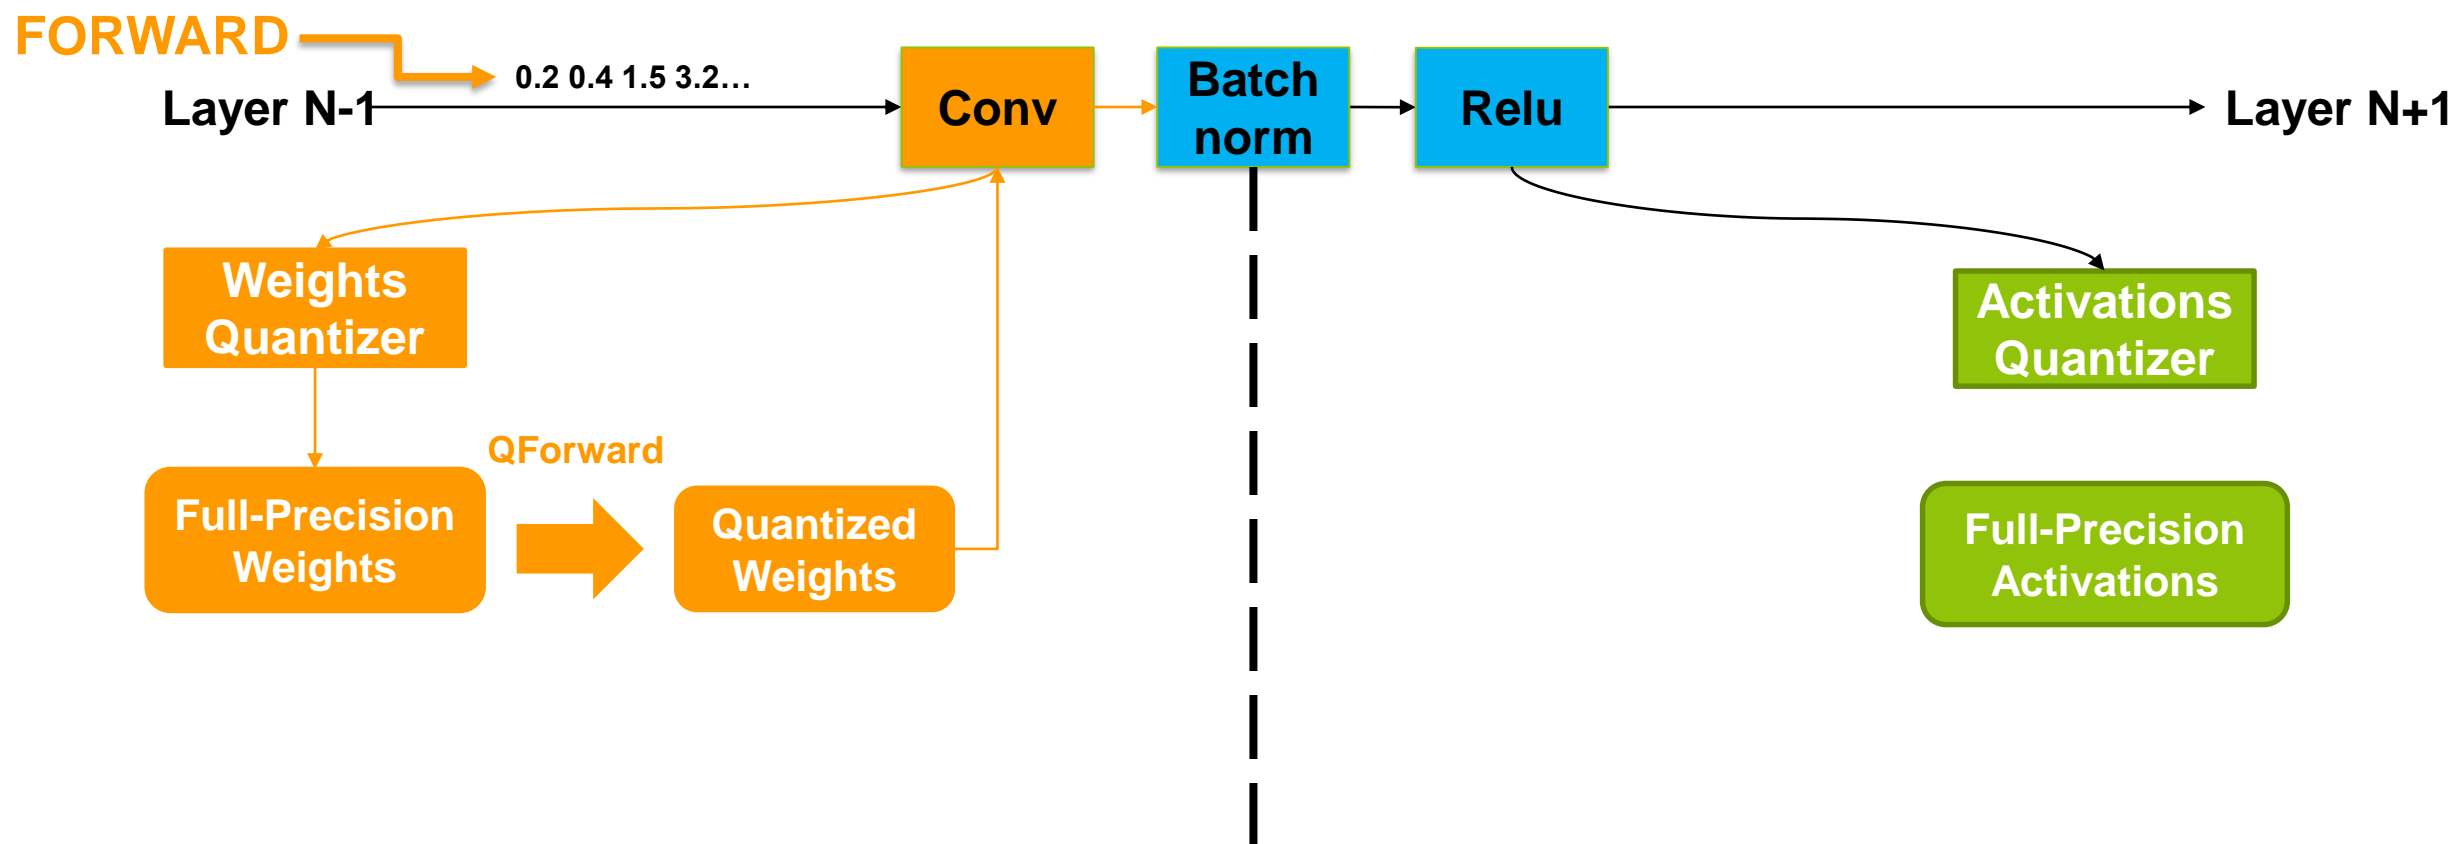 FORWARD
0.2 0.4 1.5 3.2…
Layer N-1
Conv
Batch
norm
Relu
Layer N+1
Weights
Quantizer
Activations
Quantizer
QForward
Full-Precision
Weights
Quantized
Weights
Full-Precision
Activations